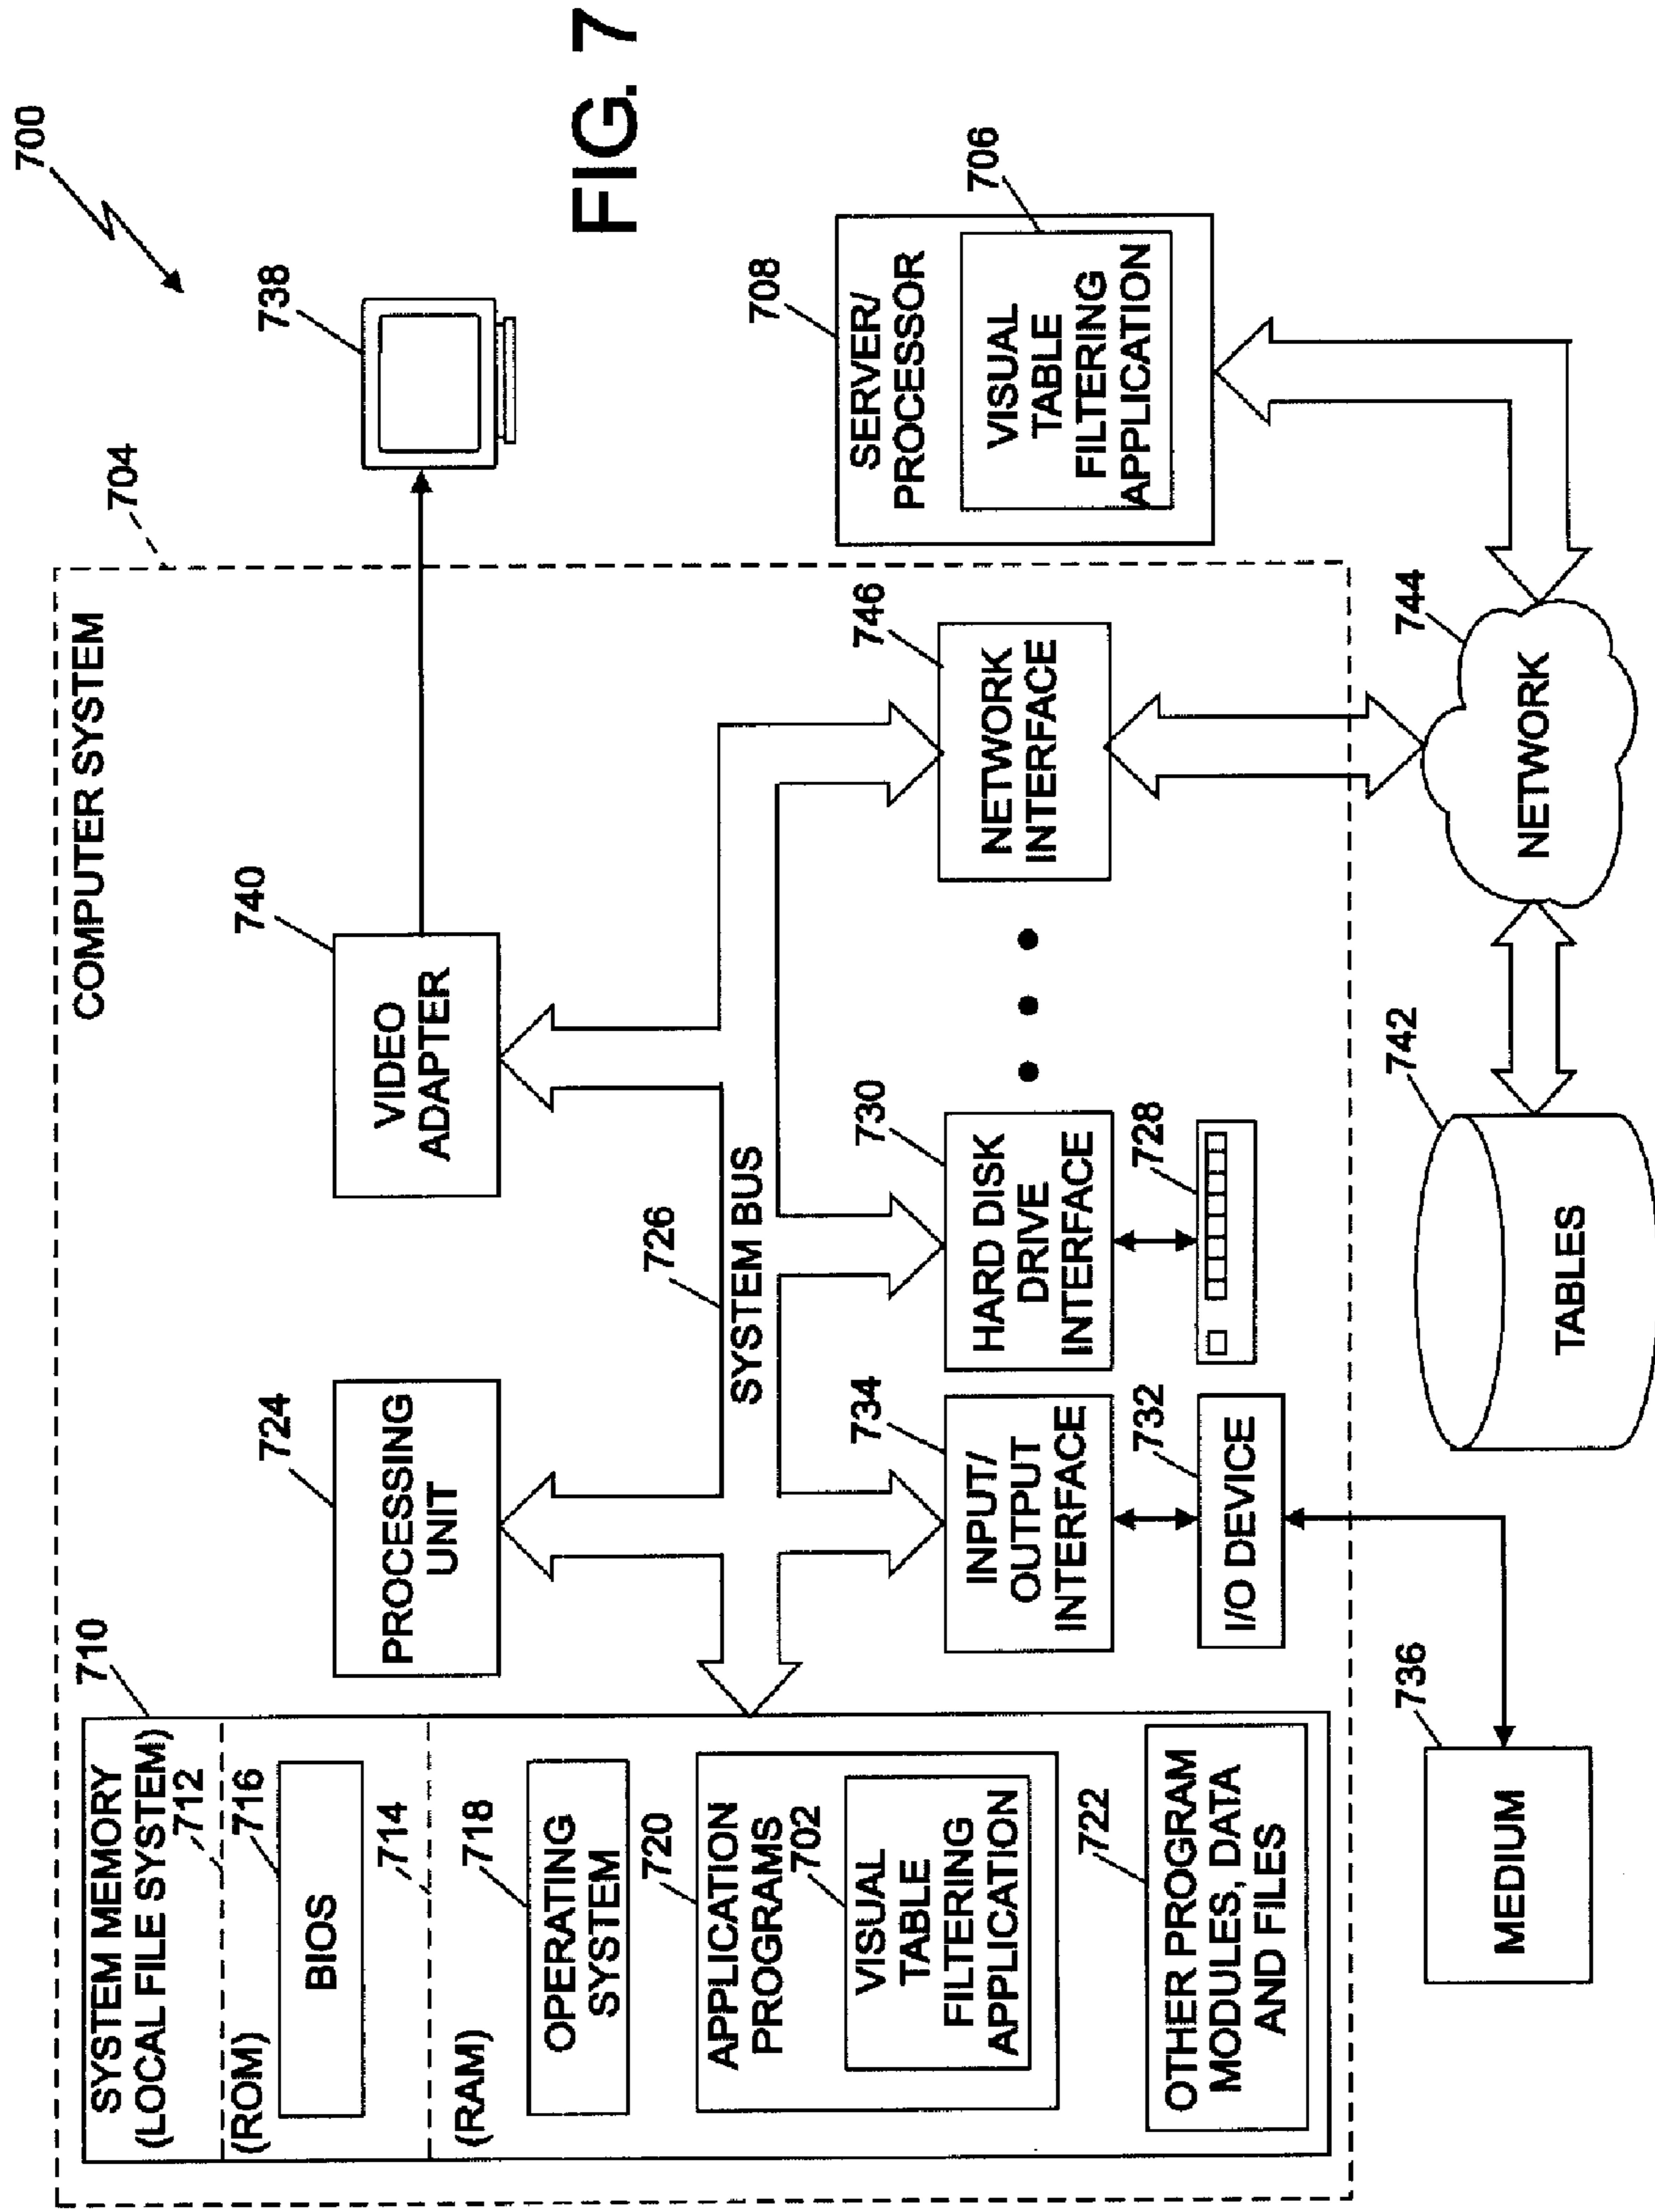 700
COMPUTER SYSTEM
704
SYSTEM MEMORY
(LOCAL FILE SYSTEM)
710
712
(ROM)
716
BIOS
714
(RAM)
718
OPERATING
SYSTEM
720
APPLICATION
PROGRAMS
702
VISUAL
TABLE
FILTERING
APPLICATION
722
OTHER PROGRAM
MODULES, DATA
AND FILES
724
PROCESSING
UNIT
740
VIDEO
ADAPTER
738
726
SYSTEM BUS
734
INPUT/
OUTPUT
INTERFACE
730
HARD DISK
DRIVE
INTERFACE
746
NETWORK
INTERFACE
732
I/O DEVICE
728
708
SERVER/
PROCESSOR
706
VISUAL
TABLE
FILTERING
APPLICATION
736
MEDIUM
742
TABLES
744
NETWORK
FIG. 7